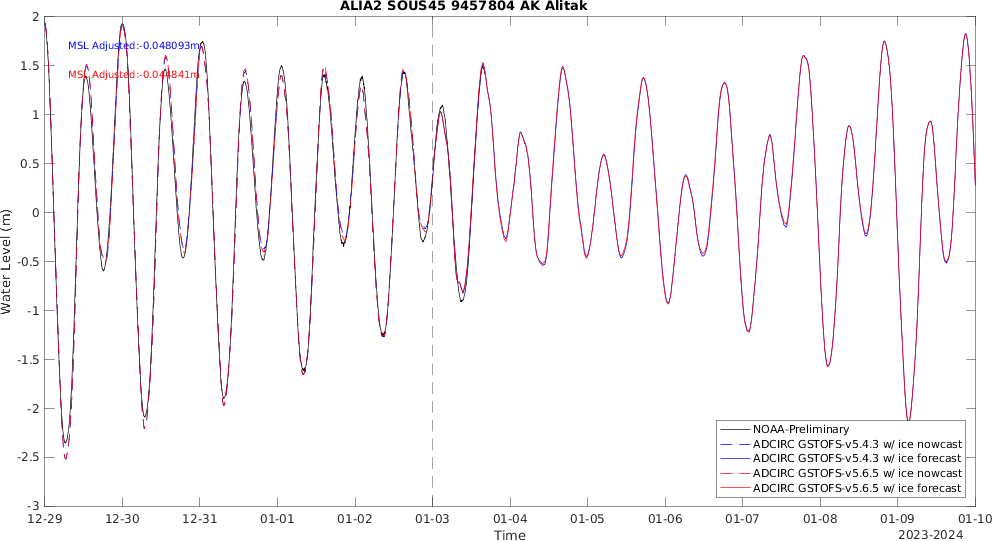 ALIA2 SOUS45 9457804 AK Alitak
MSL Adjusted:-0.048093m
MSL Adjusted:-0.044841m
Water Level (m)
2
1.5
1
0.5
0
-0.5
-1
-1.5
-2
-2.5
-3
NOAA-Preliminary
ADCIRC GSTOFS-v5.4.3 w/ ice nowcast
ADCIRC GSTOFS-v5.4.3 w/ ice forecast
ADCIRC GSTOFS-v5.6.5 w/ ice nowcast
ADCIRC GSTOFS-v5.6.5 w/ ice forecast
12-29 12-30 12-31 01-01 01-02 01-03 01-04 01-05 01-06 01-07 01-08 01-09 01-10
Time
2023-2024